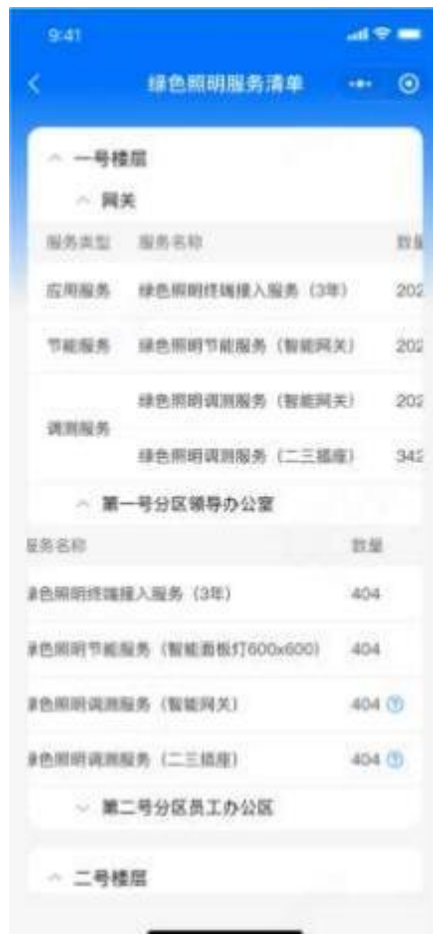 9:41
绿色照明服务清单
一号楼层
网关
服务类型 服务名称 数量
应用服务 绿色照明终端接入服务（3年） 202
节能服务 绿色照明节能服务（智能网关） 202
绿色照明调测服务（智能网关） 202
调测服务
绿色照明调测服务（二三插座） 342
第一号分区领导办公室
服务名称 数量
绿色照明终端接入服务（3年） 404
绿色照明节能服务（智能面板灯600x600） 404
绿色照明调测服务（智能网关） 404
绿色照明调测服务（二三插座） 404
第二号分区员工办公区
二号楼层